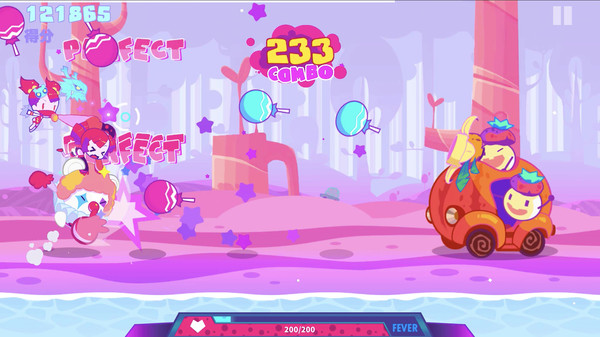 121865
得分
PERFECT
233
COMBO
PERFECT
200/200
FEVER